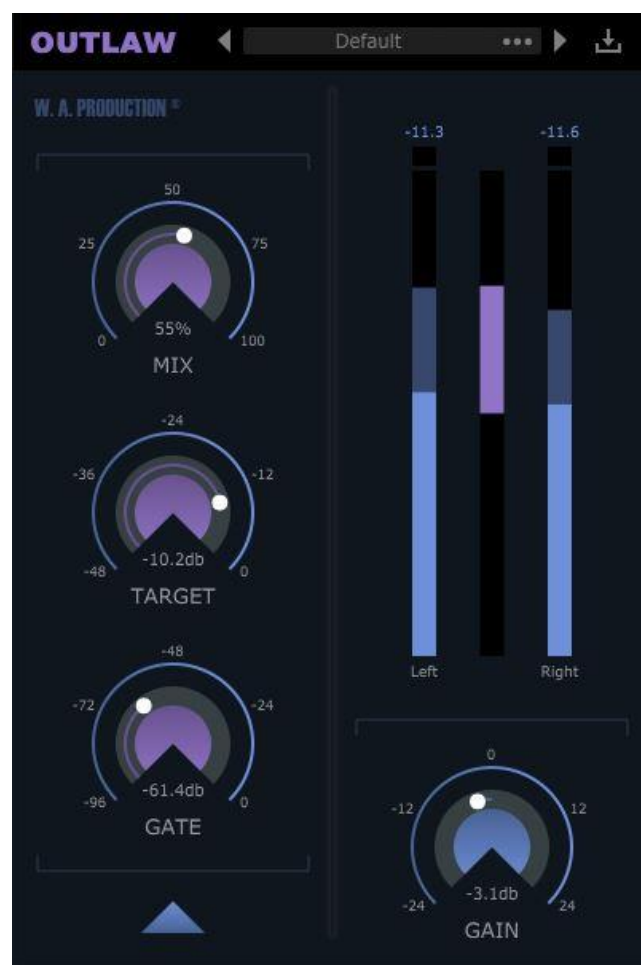 OUTLAW Default
W. A. PRODUCTION ®
50
25 75
0 55% 100
MIX
-24
-36 -12
-48 -10.2db 0
TARGET
-48
-72 -24
-96 -61.4db 0
GATE
-11.3 -11.6
Left Right
0
-12 12
-24 -3.1db 24
GAIN